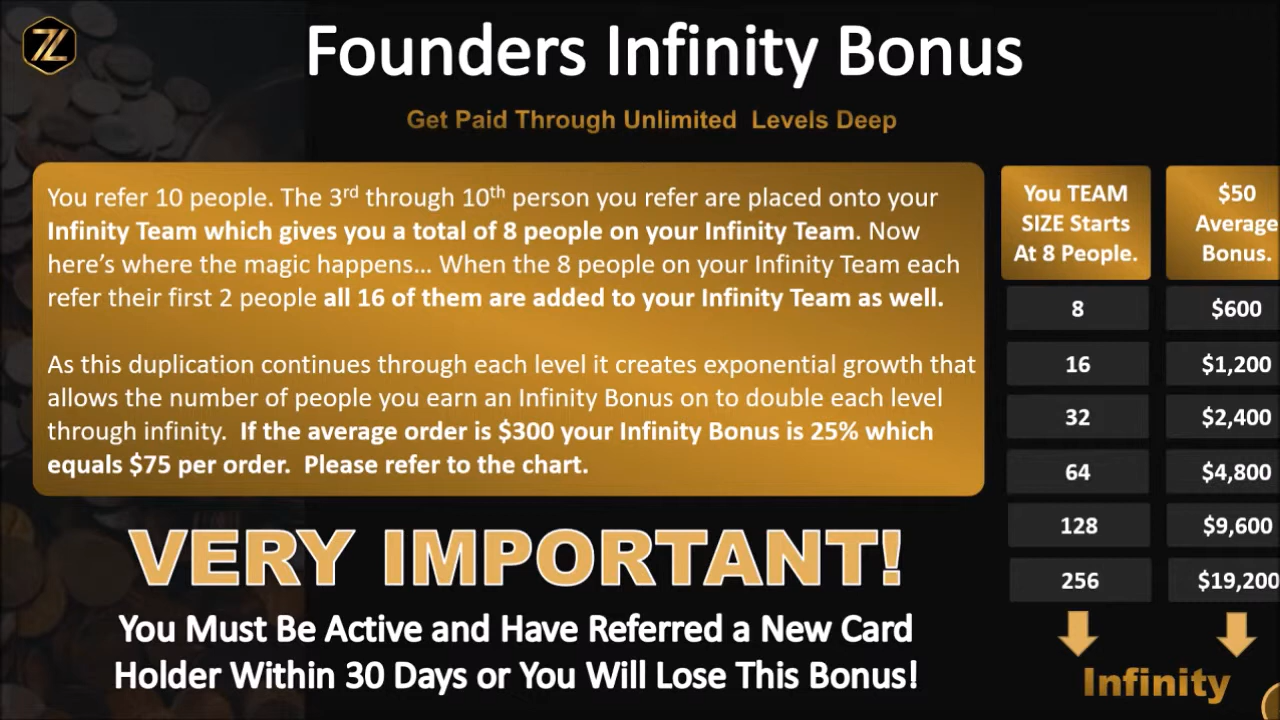 Founders Infinity Bonus
Get Paid Through Unlimited Levels Deep
You refer 10 people. The 3rd through 10th person you refer are placed onto your
Infinity Team which gives you a total of 8 people on your Infinity Team. Now
here's where the magic happens... When the 8 people on your Infinity Team each
refer their first 2 people all 16 of them are added to your Infinity Team as well.
As this duplication continues through each level it creates exponential growth that
allows the number of people you earn an Infinity Bonus on to double each level
through infinity. If the average order is $300 your Infinity Bonus is 25% which
equals $75 per order. Please refer to the chart.
VERY IMPORTANT!
You Must Be Active and Have Referred a New Card
Holder Within 30 Days or You Will Lose This Bonus!
You TEAM
SIZE Starts
At 8 People.
$50
Average
Bonus.
8 $600
16 $1,200
32 $2,400
64 $4,800
128 $9,600
256 $19,200
Infinity